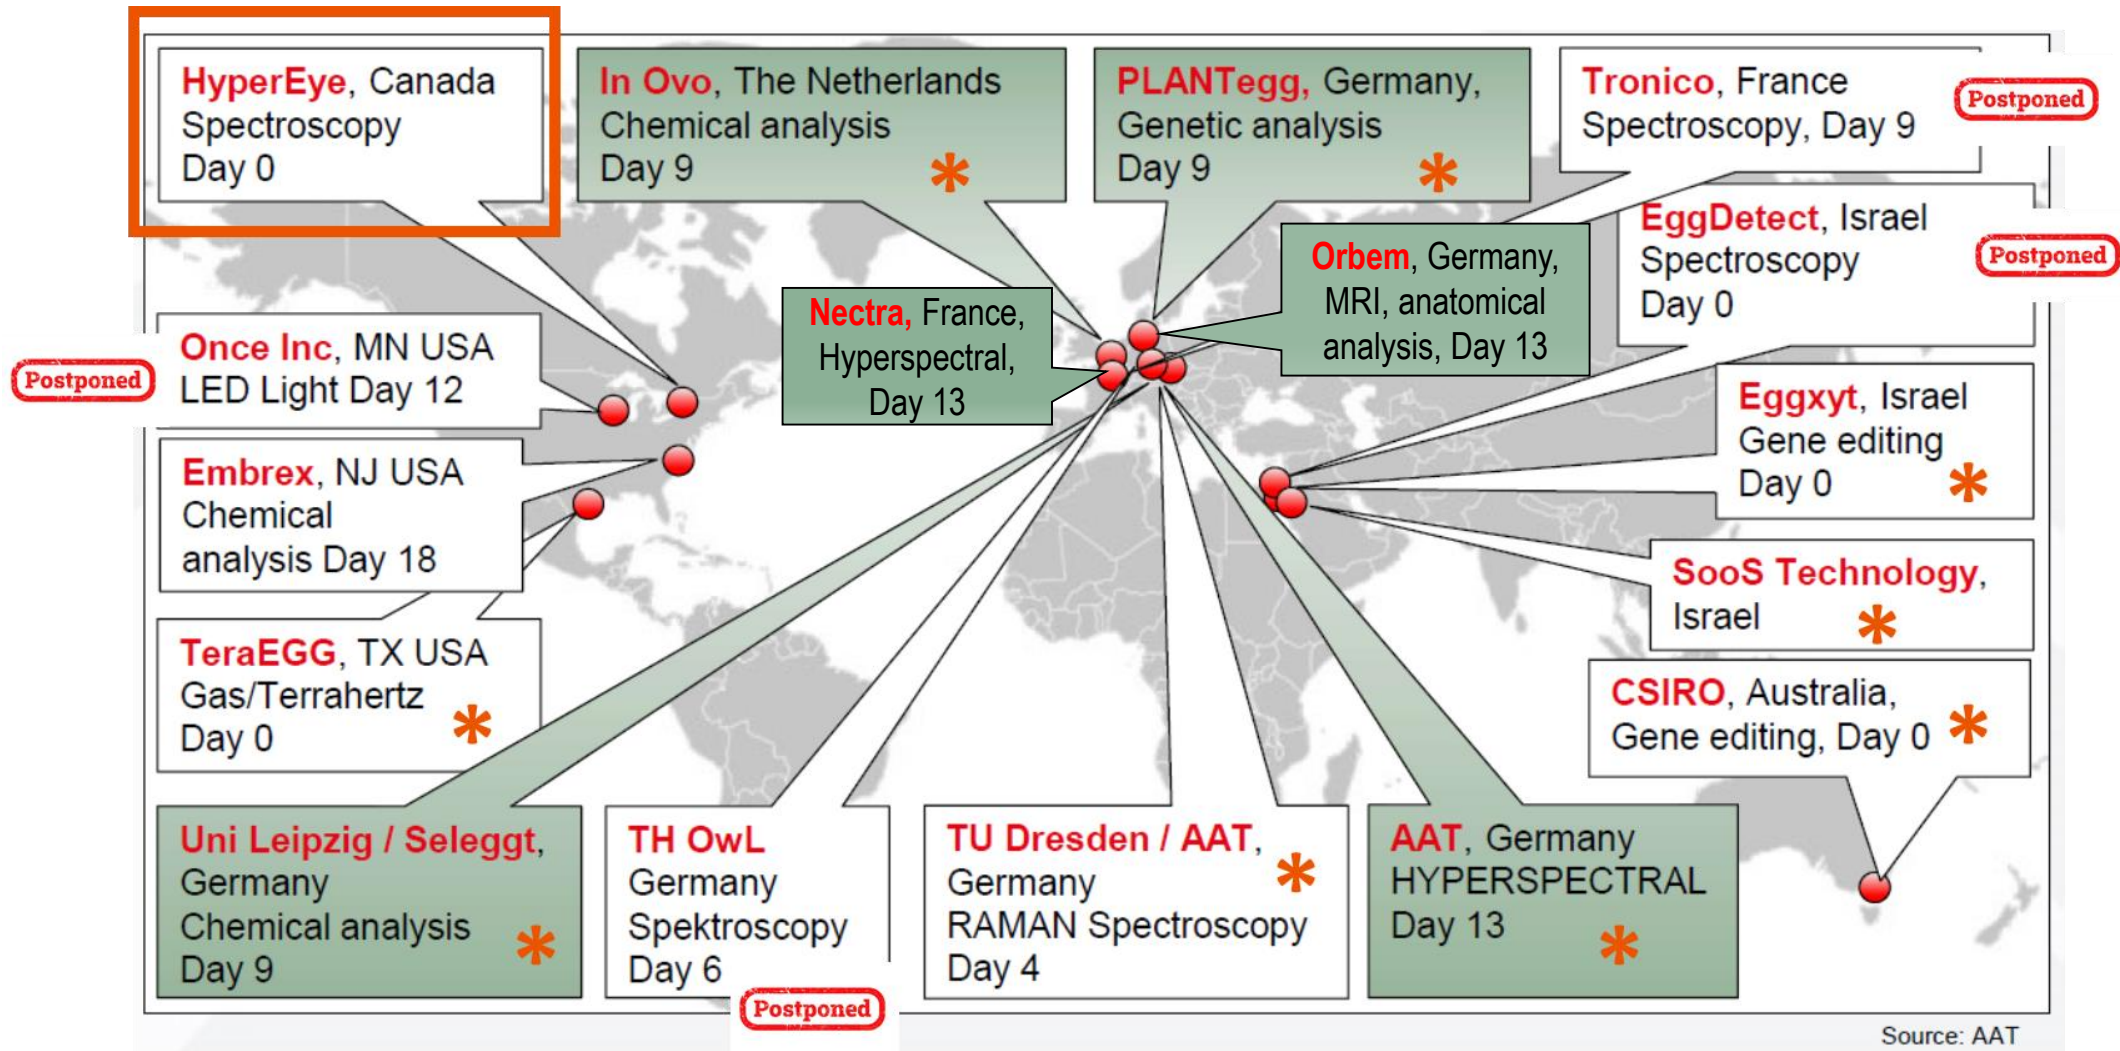 HyperEye, Canada
Spectroscopy
Day 0
In Ovo, The Netherlands
Chemical analysis
Day 9
*
PLANTegg, Germany,
Genetic analysis
Day 9
*
Tronico, France
Spectroscopy, Day 9
Postponed
EggDetect, Israel
Spectroscopy
Day 0
Postponed
Orbem, Germany,
MRI, anatomical
analysis, Day 13
Nectra, France,
Hyperspectral,
Day 13
Once Inc, MN USA
LED Light Day 12
Postponed
Eggxyt, Israel
Gene editing
Day 0
*
Embrex, NJ USA
Chemical
analysis Day 18
SooS Technology,
Israel
*
TeraEGG, TX USA
Gas/Terrahertz
Day 0
*
CSIRO, Australia,
Gene editing, Day 0
*
Uni Leipzig / Seleggt,
Germany
Chemical analysis
Day 9
*
TH OwL
Germany
Spektroscopy
Day 6
Postponed
TU Dresden / AAT,
Germany
RAMAN Spectroscopy
Day 4
*
AAT, Germany
HYPERSPECTRAL
Day 13
*
Source: AAT